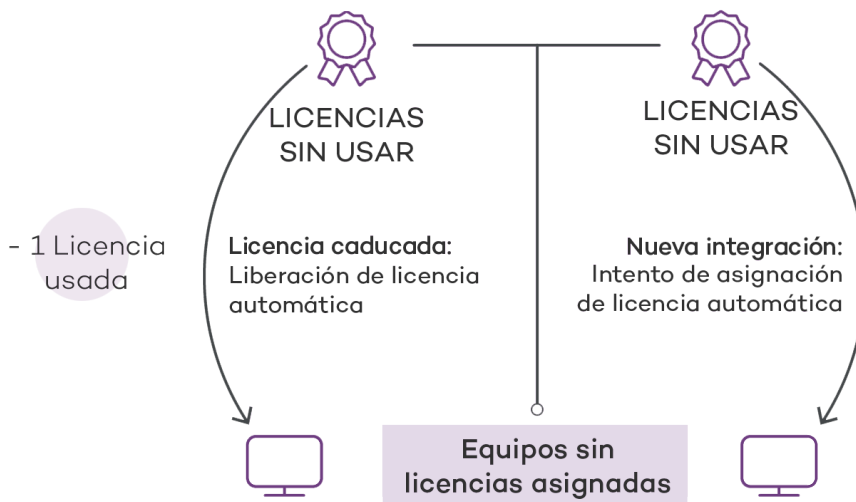 LICENCIAS
SIN USAR
LICENCIAS
SIN USAR
- 1 Licencia
usada
Licencia caducada:
Liberación de licencia
automática
Nueva integración:
Intento de asignación
de licencia automática
Equipos sin
licencias asignadas